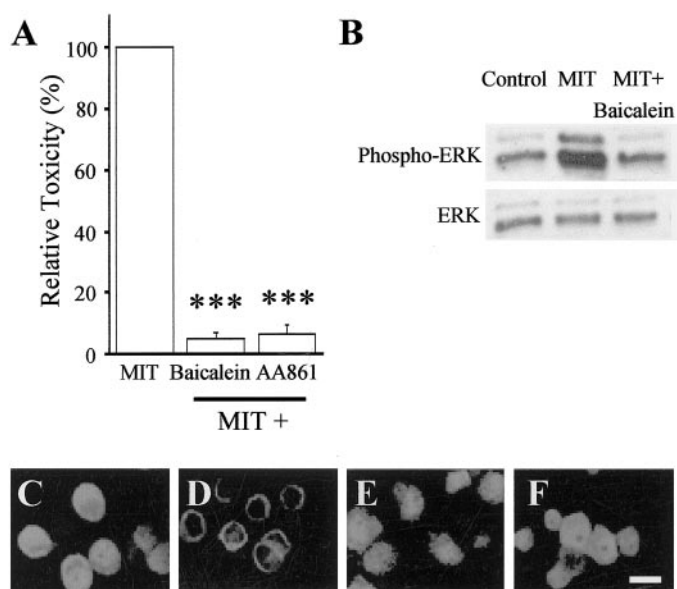 A
Relative Toxicity (%)
100
80
60
40
20
0
*** ***
MIT Baicalein AA861
MIT +
B
Control MIT MIT+
Baicalein
Phospho-ERK
ERK
C D E F